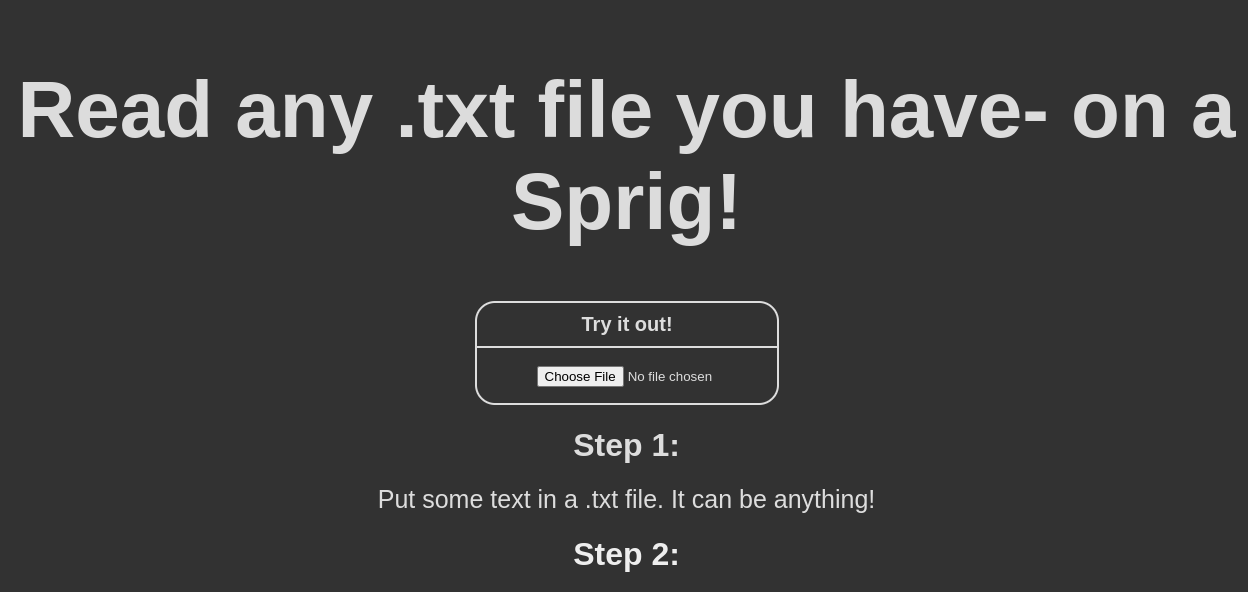 Read any .txt file you have- on a
Sprig!
Try it out!
Choose File No file chosen
Step 1:
Put some text in a .txt file. It can be anything!
Step 2: